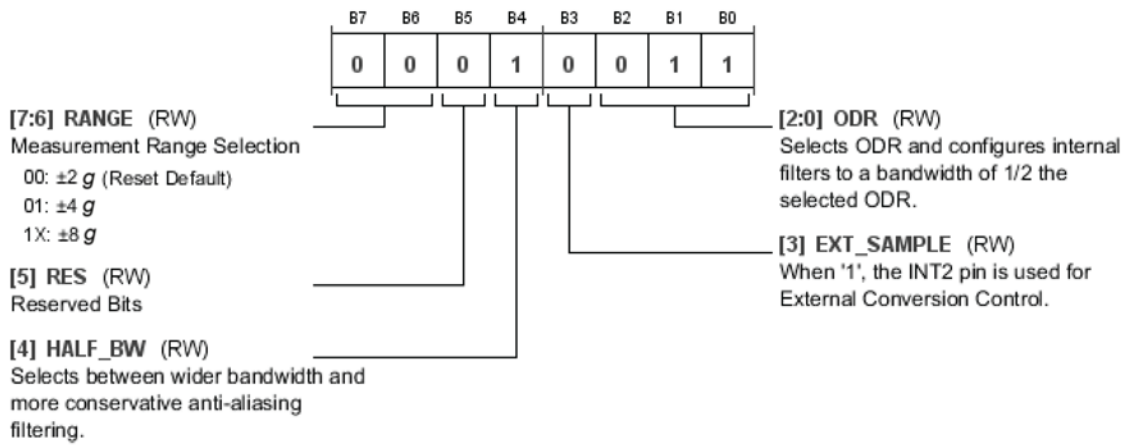 B7 B6 B5 B4 B3 B2 B1 B0
0 0 0 1 0 0 1 1
[7:6] RANGE (RW)
Measurement Range Selection
00: ±2 g (Reset Default)
01: ±4 g
1X: ±8 g
[5] RES (RW)
Reserved Bits
[4] HALF_BW (RW)
Selects between wider bandwidth and
more conservative anti-aliasing
filtering.
[2:0] ODR (RW)
Selects ODR and configures internal
filters to a bandwidth of 1/2 the
selected ODR.
[3] EXT_SAMPLE (RW)
When '1', the INT2 pin is used for
External Conversion Control.